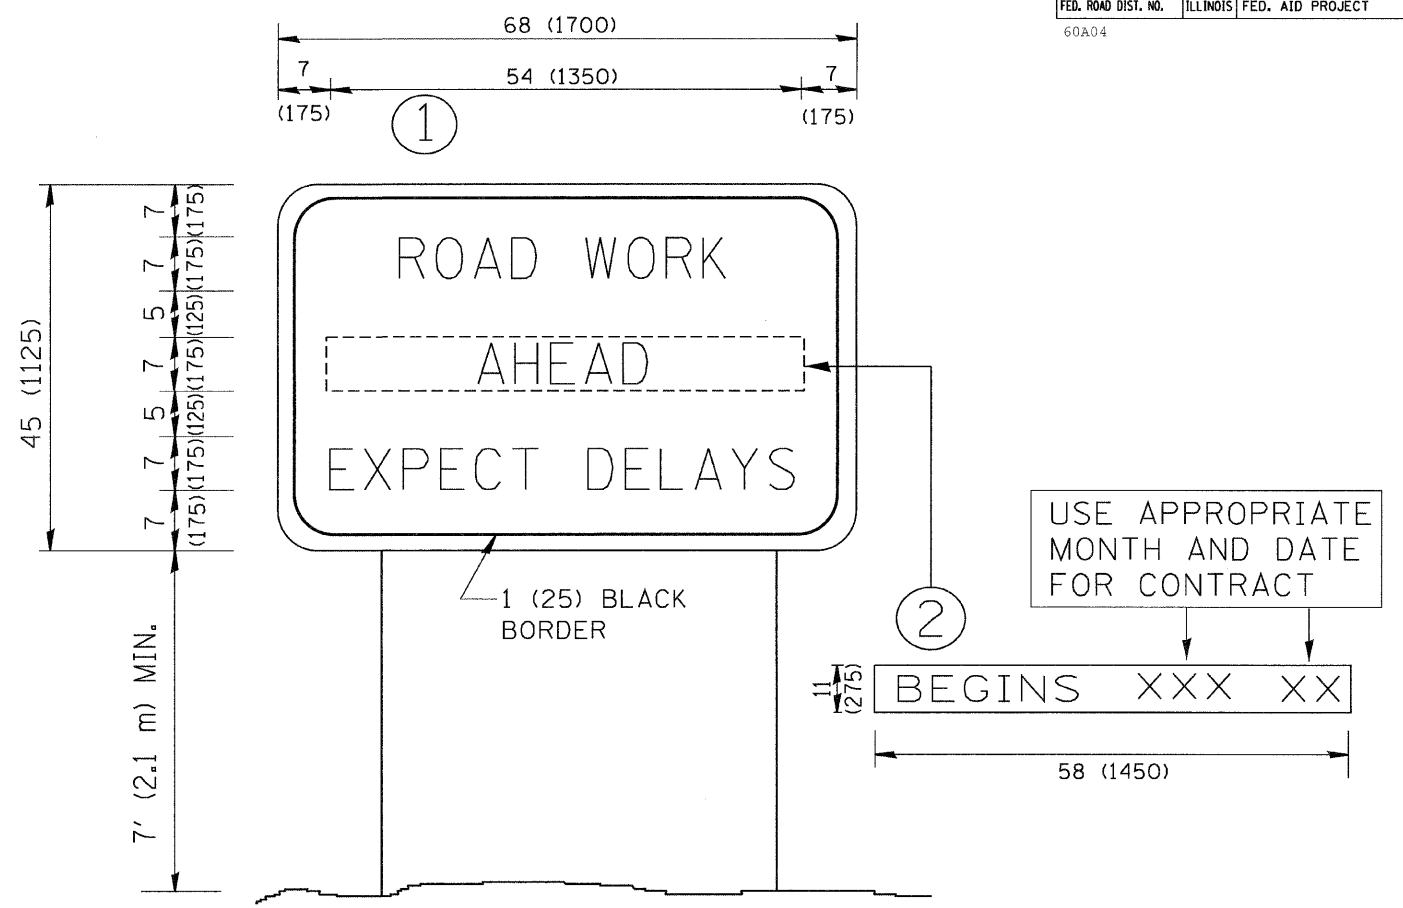 FED. ROAD DIST. NO. ILLINOIS FED. AID PROJECT
60A04
68 (1700)
7 54 (1350) 7
(175) (175)
1
7 (175)
7 (175)
5 (125)
7 (175)
5 (125)
7 (175)
7 (175)
45 (1125)
ROAD WORK
AHEAD
EXPECT DELAYS
1 (25) BLACK
BORDER
7' (2.1 m) MIN.
2
USE APPROPRIATE
MONTH AND DATE
FOR CONTRACT
11
(275)
BEGINS XXX XX
58 (1450)